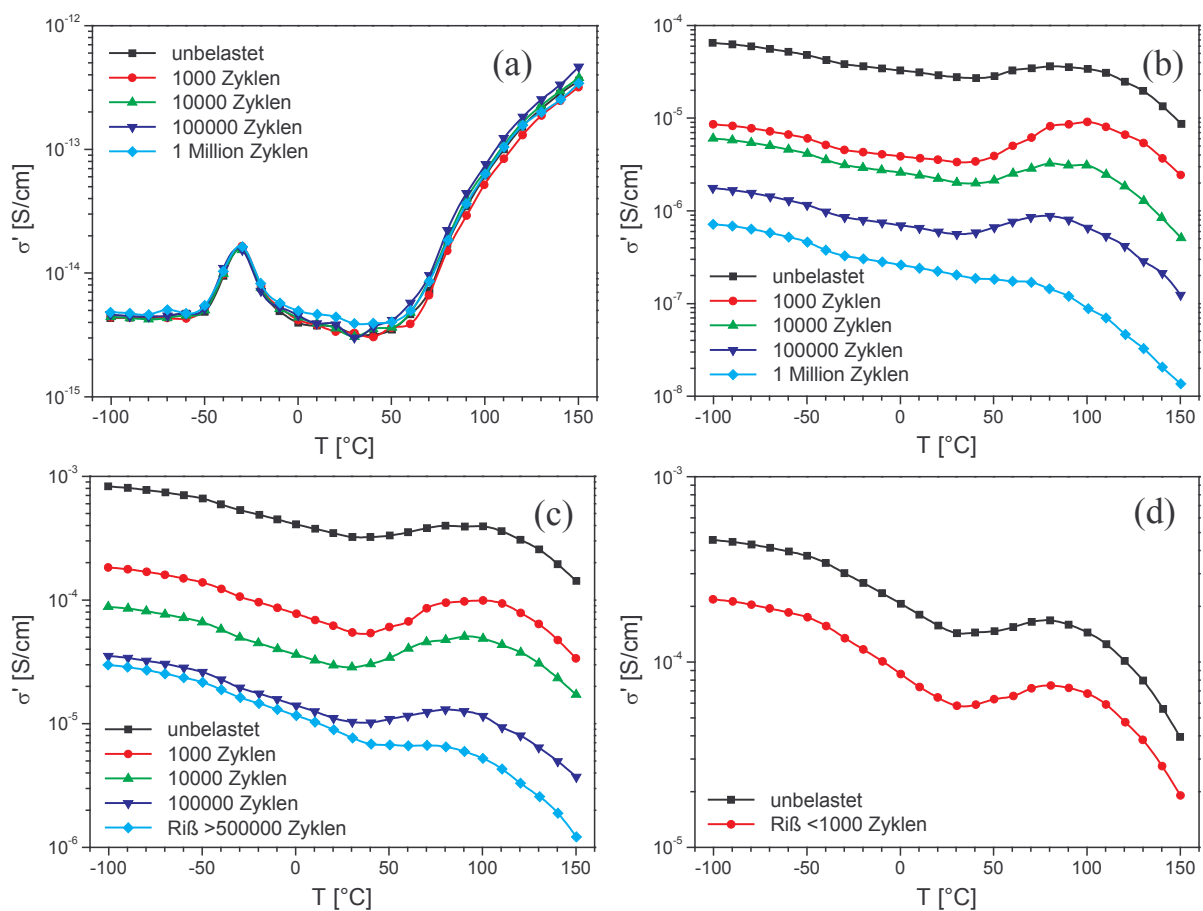 (a)
unbelastet
1000 Zyklen
10000 Zyklen
100000 Zyklen
1 Million Zyklen
10⁻¹²
10⁻¹³
10⁻¹⁴
10⁻¹⁵
σ' [S/cm]
-100 -50 0 50 100 150
T [°C]
(b)
10⁻⁴
10⁻⁵
10⁻⁶
10⁻⁷
10⁻⁸
σ' [S/cm]
unbelastet
1000 Zyklen
10000 Zyklen
100000 Zyklen
1 Million Zyklen
-100 -50 0 50 100 150
T [°C]
(c)
10⁻³
10⁻⁴
10⁻⁵
10⁻⁶
σ' [S/cm]
unbelastet
1000 Zyklen
10000 Zyklen
100000 Zyklen
Riß >500000 Zyklen
-100 -50 0 50 100 150
T [°C]
(d)
10⁻³
10⁻⁴
10⁻⁵
σ' [S/cm]
unbelastet
Riß <1000 Zyklen
-100 -50 0 50 100 150
T [°C]